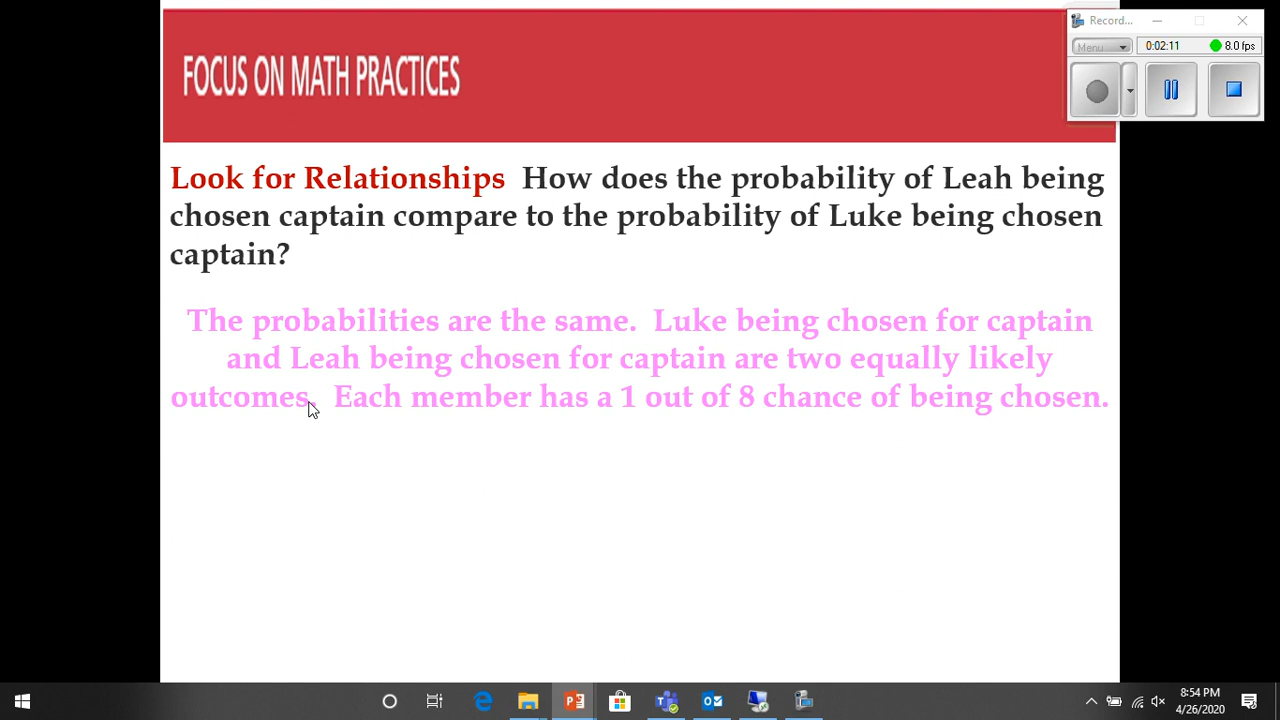 Record...
Menu
0:02:11
8.0 fps
FOCUS ON MATH PRACTICES
Look for Relationships How does the probability of Leah being
chosen captain compare to the probability of Luke being chosen
captain?
The probabilities are the same. Luke being chosen for captain
and Leah being chosen for captain are two equally likely
outcomes. Each member has a 1 out of 8 chance of being chosen.
8:54 PM
4/26/2020